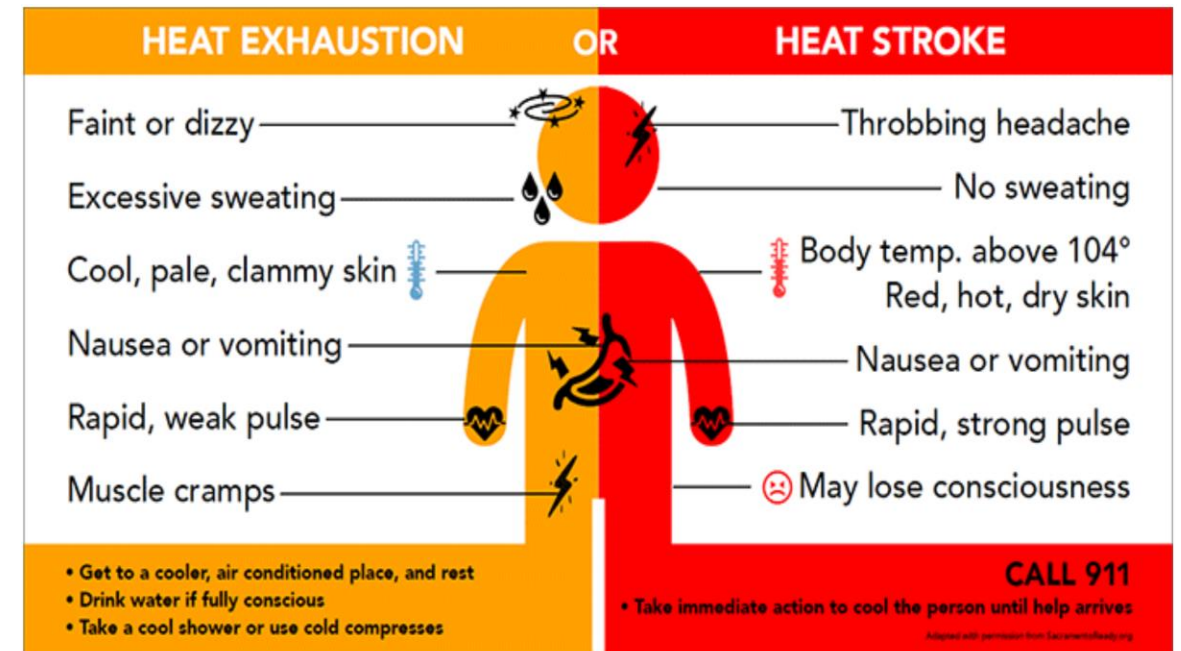 HEAT EXHAUSTION OR HEAT STROKE
Faint or dizzy
Excessive sweating
Cool, pale, clammy skin
Nausea or vomiting
Rapid, weak pulse
Muscle cramps
Throbbing headache
No sweating
Body temp. above 104°
Red, hot, dry skin
Nausea or vomiting
Rapid, strong pulse
May lose consciousness
• Get to a cooler, air conditioned place, and rest
• Drink water if fully conscious
• Take a cool shower or use cold compresses
CALL 911
• Take immediate action to cool the person until help arrives
Adapted with permission from SacramentoReady.org